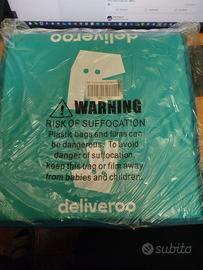 deliveroo
WARNING
RISK OF SUFFOCATION
Plastic bags and films can
be dangerous. To avoid
danger of suffocation,
keep this bag or film away
from babies and children.
deliveroo
subito